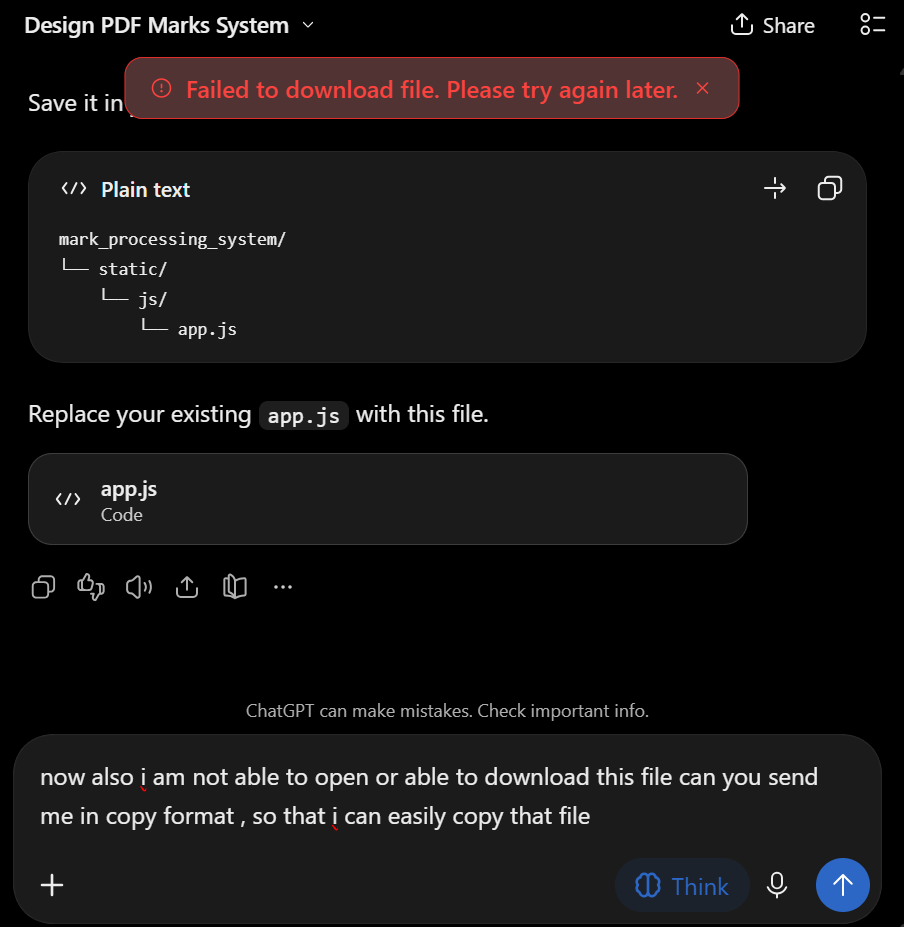 Design PDF Marks System
Share
Failed to download file. Please try again later.
Save it in
Plain text
mark_processing_system/
└── static/
└── js/
└── app.js
Replace your existing app.js with this file.
app.js
Code
ChatGPT can make mistakes. Check important info.
now also i am not able to open or able to download this file can you send
me in copy format , so that i can easily copy that file
Think